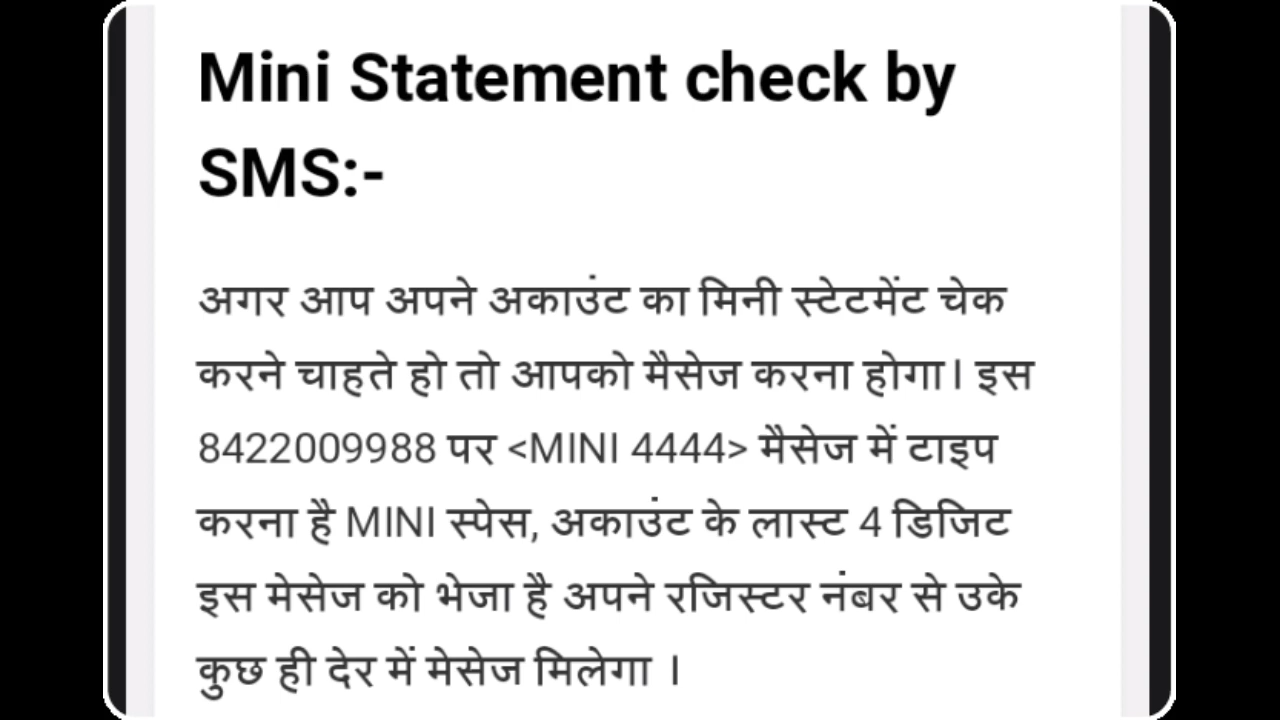 Mini Statement check by
SMS:-
अगर आप अपने अकाउंट का मिनी स्टेटमेंट चेक
करने चाहते हो तो आपको मैसेज करना होगा। इस
8422009988 पर <MINI 4444> मैसेज में टाइप
करना है MINI स्पेस, अकाउंट के लास्ट 4 डिजिट
इस मेसेज को भेजा है अपने रजिस्टर नंबर से उके
कुछ ही देर में मेसेज मिलेगा ।